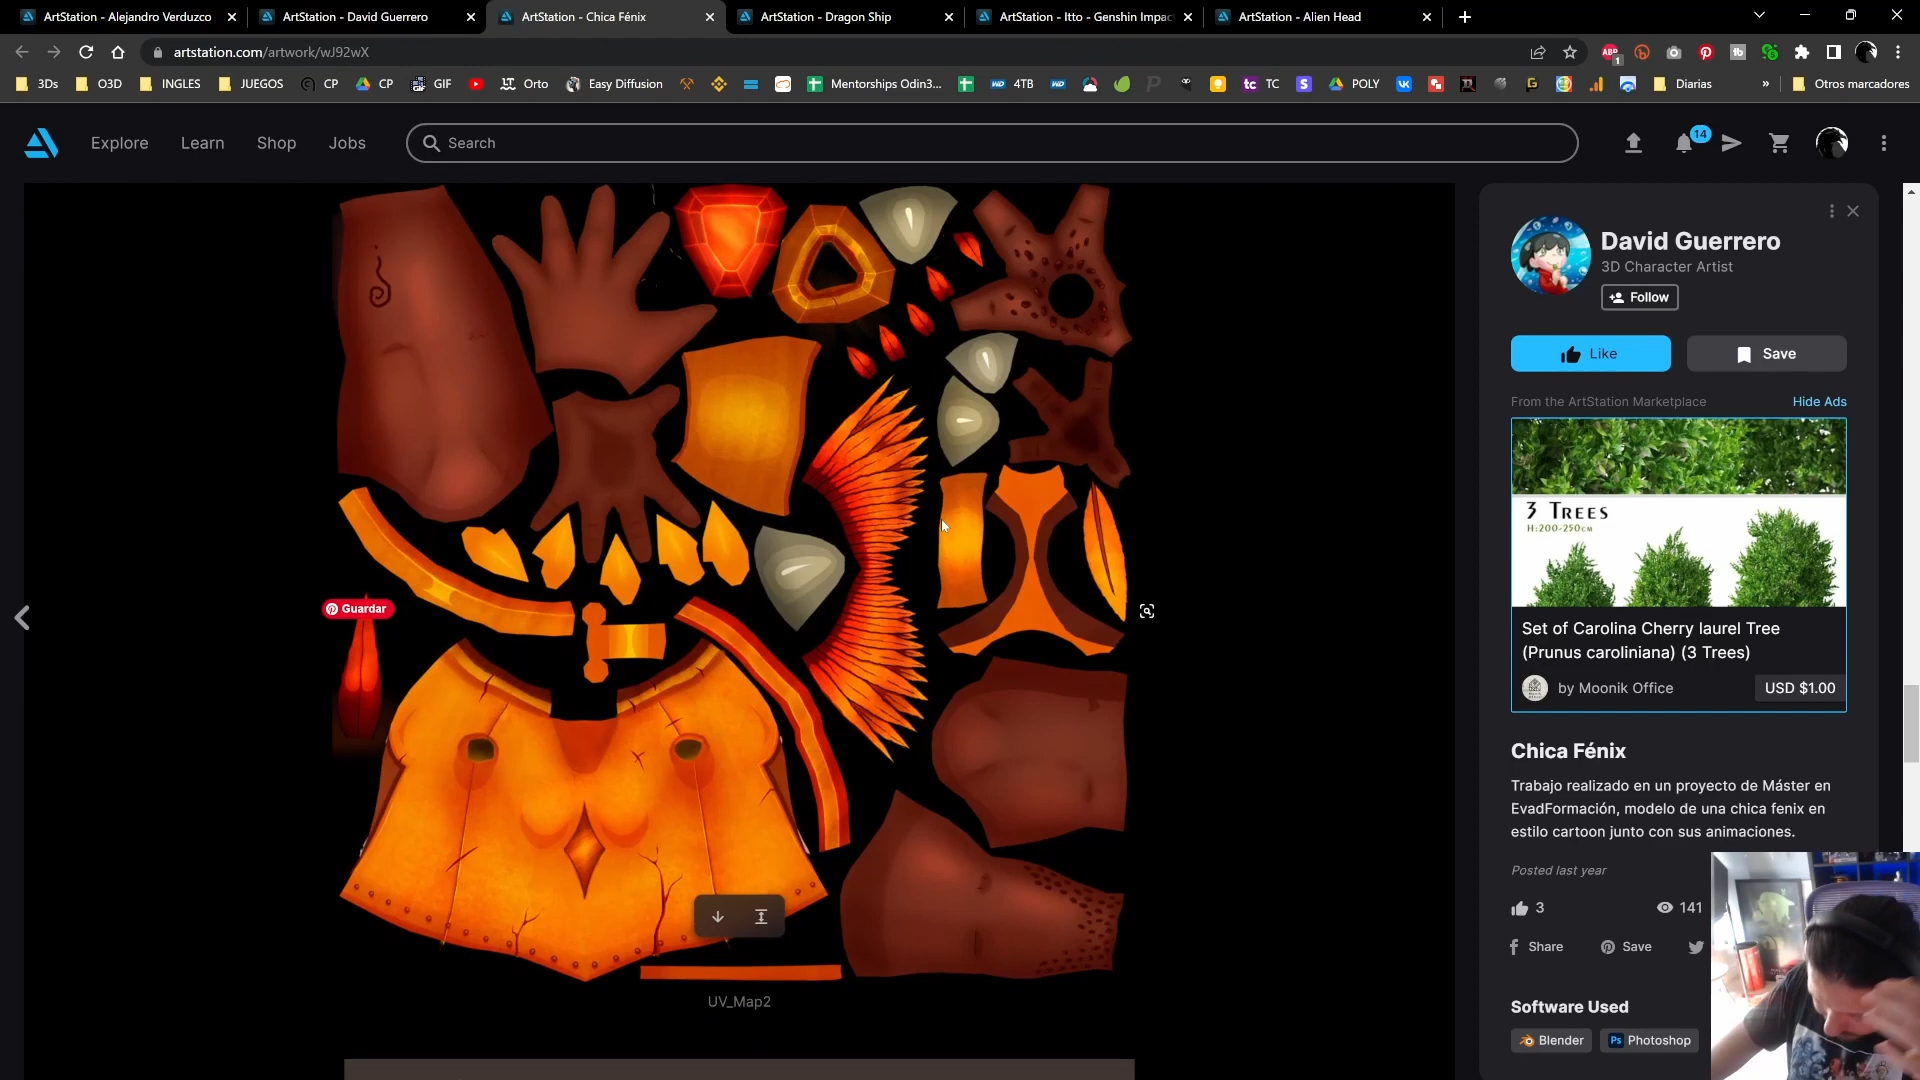 ArtStation - Alejandro Verduzco
ArtStation - David Guerrero
ArtStation - Chica Fénix
ArtStation - Dragon Ship
ArtStation - Itto - Genshin Impac
ArtStation - Alien Head
artstation.com/artwork/wJ92wX
ABP
1
3Ds
O3D
INGLES
JUEGOS
CP
CP
GIF
Orto
Easy Diffusion
Mentorships Odin3...
4TB
TC
POLY
Diarias
»
Otros marcadores
Explore
Learn
Shop
Jobs
Search
14
Guardar
UV_Map2
David Guerrero
3D Character Artist
Follow
Like
Save
From the ArtStation Marketplace
Hide Ads
3 TREES
H:200-250CM
Set of Carolina Cherry laurel Tree
(Prunus caroliniana) (3 Trees)
by Moonik Office
USD $1.00
Chica Fénix
Trabajo realizado en un proyecto de Máster en
EvadFormación, modelo de una chica fenix en
estilo cartoon junto con sus animaciones.
Posted last year
3
141
Share
Save
Software Used
Blender
Ps Photoshop